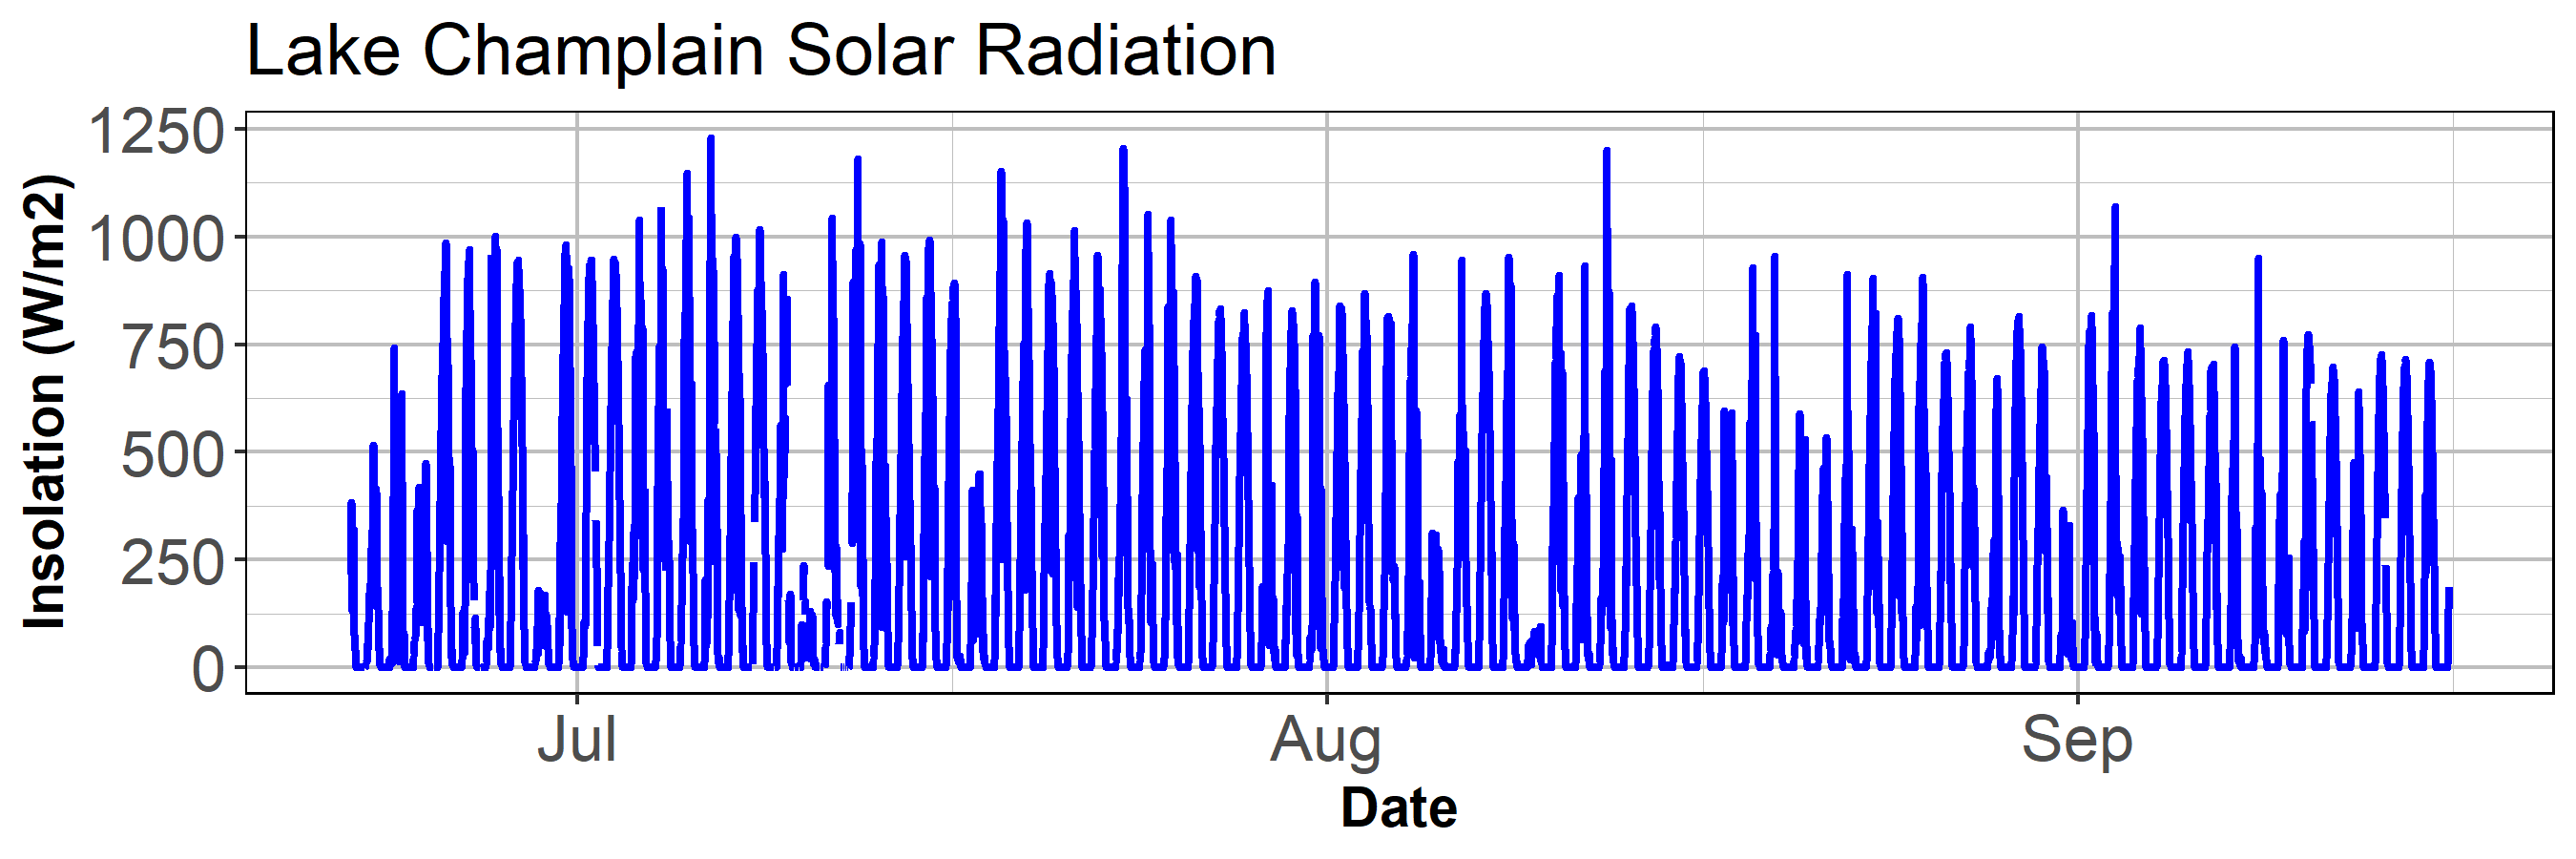 Lake Champlain Solar Radiation
Insolation (W/m2)
1250
1000
750
500
250
0
Jul Aug Sep
Date